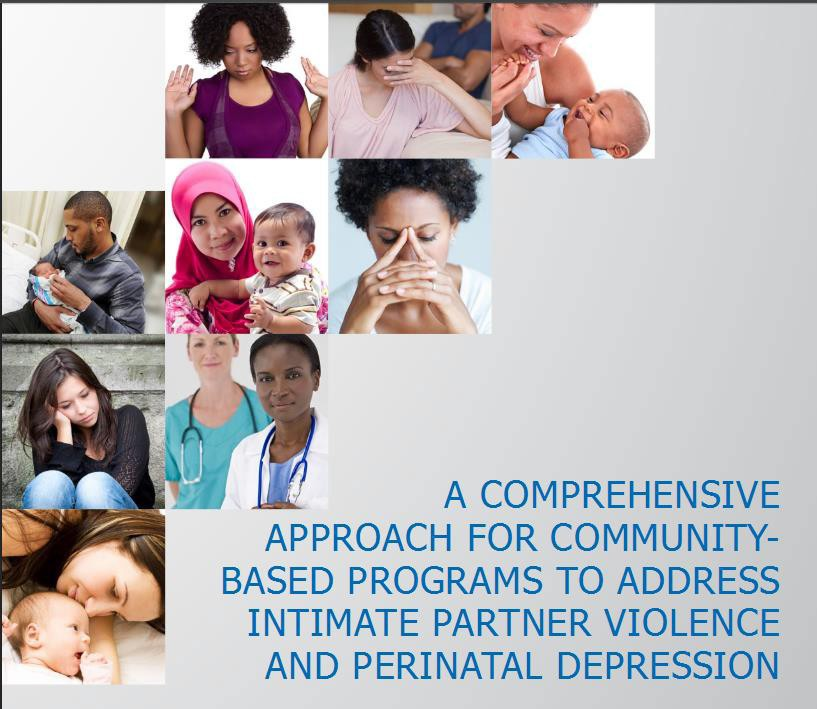 A COMPREHENSIVE
APPROACH FOR COMMUNITY-
BASED PROGRAMS TO ADDRESS
INTIMATE PARTNER VIOLENCE
AND PERINATAL DEPRESSION